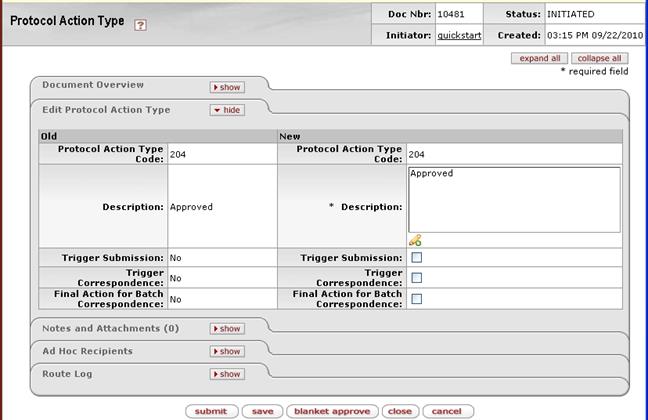 Protocol Action Type ?
Doc Nbr: 10481 Status: INITIATED
Initiator: quickstart Created: 03:15 PM 09/22/2010
expand all collapse all
* required field
Document Overview show
Edit Protocol Action Type hide
Old New
Protocol Action Type Code: 204 Protocol Action Type Code: 204
Description: Approved * Description: Approved
Trigger Submission: No Trigger Submission:
Trigger Correspondence: No Trigger Correspondence:
Final Action for Batch Correspondence: No Final Action for Batch Correspondence:
Notes and Attachments (0) show
Ad Hoc Recipients show
Route Log show
submit save blanket approve close cancel